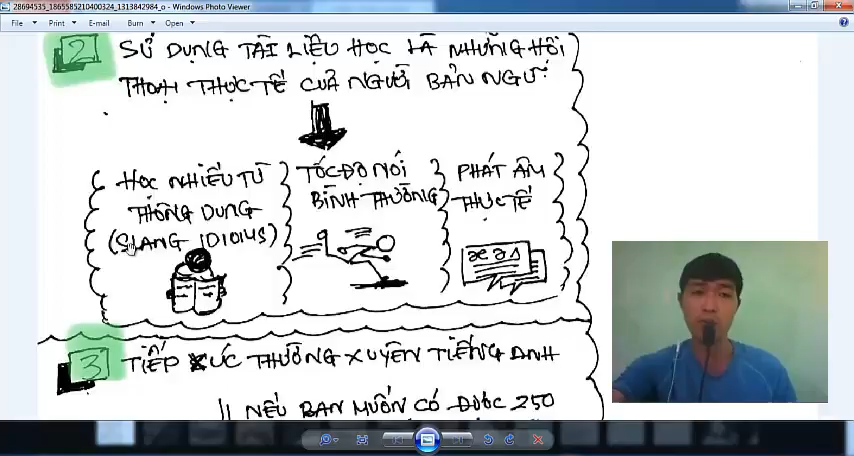 28694535_1865585210400324_1313842984_o - Windows Photo Viewer
File Print E-mail Burn Open
2 SỬ DỤNG TÀI LIỆU HỌC LÀ NHỮNG HỘI
THOẠI THỰC TẾ CỦA NGƯỜI BẢN NGỮ
HỌC NHIỀU TỪ
THÔNG DỤNG
(SLANG IDIOMS)
TỐC ĐỘ NÓI
BÌNH THƯỜNG
PHÁT ÂM
THỰC TẾ
æ ə ʌ
3 TIẾP XÚC THƯỜNG XUYÊN TIẾNG ANH
NẾU BẠN MUỐN CÓ ĐƯỢC 250